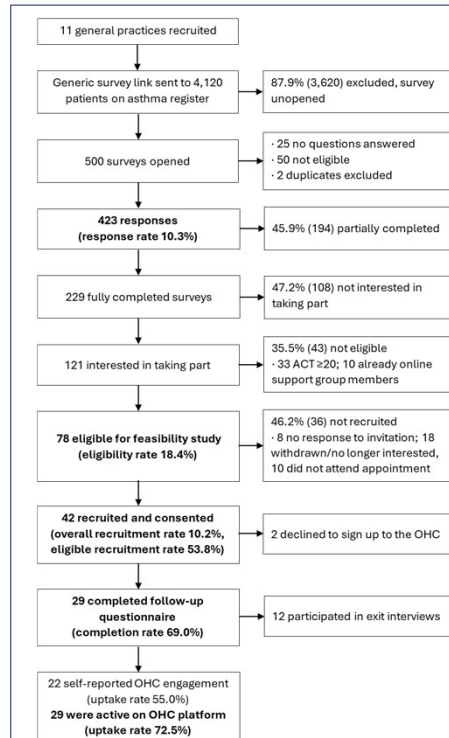 11 general practices recruited
Generic survey link sent to 4,120
patients on asthma register
87.9% (3,620) excluded, survey
unopened
500 surveys opened
· 25 no questions answered
· 50 not eligible
· 2 duplicates excluded
423 responses
(response rate 10.3%)
45.9% (194) partially completed
229 fully completed surveys
47.2% (108) not interested in
taking part
121 interested in taking part
35.5% (43) not eligible
· 33 ACT ≥20; 10 already online
support group members
78 eligible for feasibility study
(eligibility rate 18.4%)
46.2% (36) not recruited
· 8 no response to invitation; 18
withdrawn/no longer interested,
10 did not attend appointment
42 recruited and consented
(overall recruitment rate 10.2%,
eligible recruitment rate 53.8%)
2 declined to sign up to the OHC
29 completed follow-up
questionnaire
(completion rate 69.0%)
12 participated in exit interviews
22 self-reported OHC engagement
(uptake rate 55.0%)
29 were active on OHC platform
(uptake rate 72.5%)